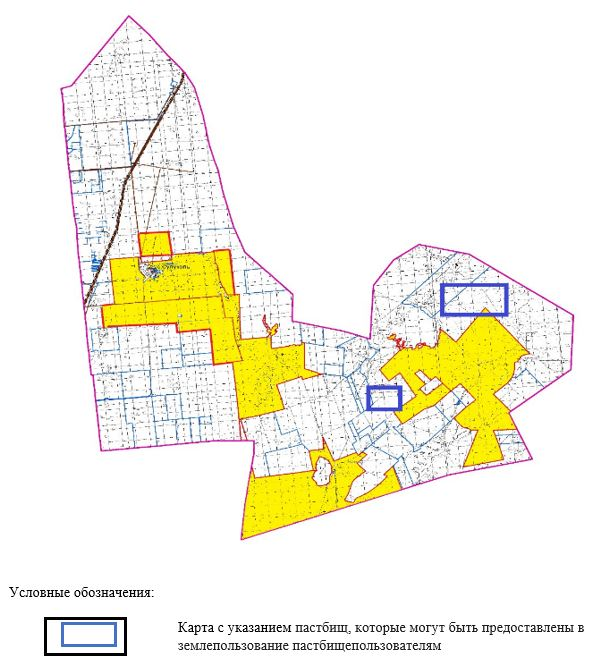 Условные обозначения:
Карта с указанием пастбищ, которые могут быть предоставлены в
землепользование пастбищепользователям